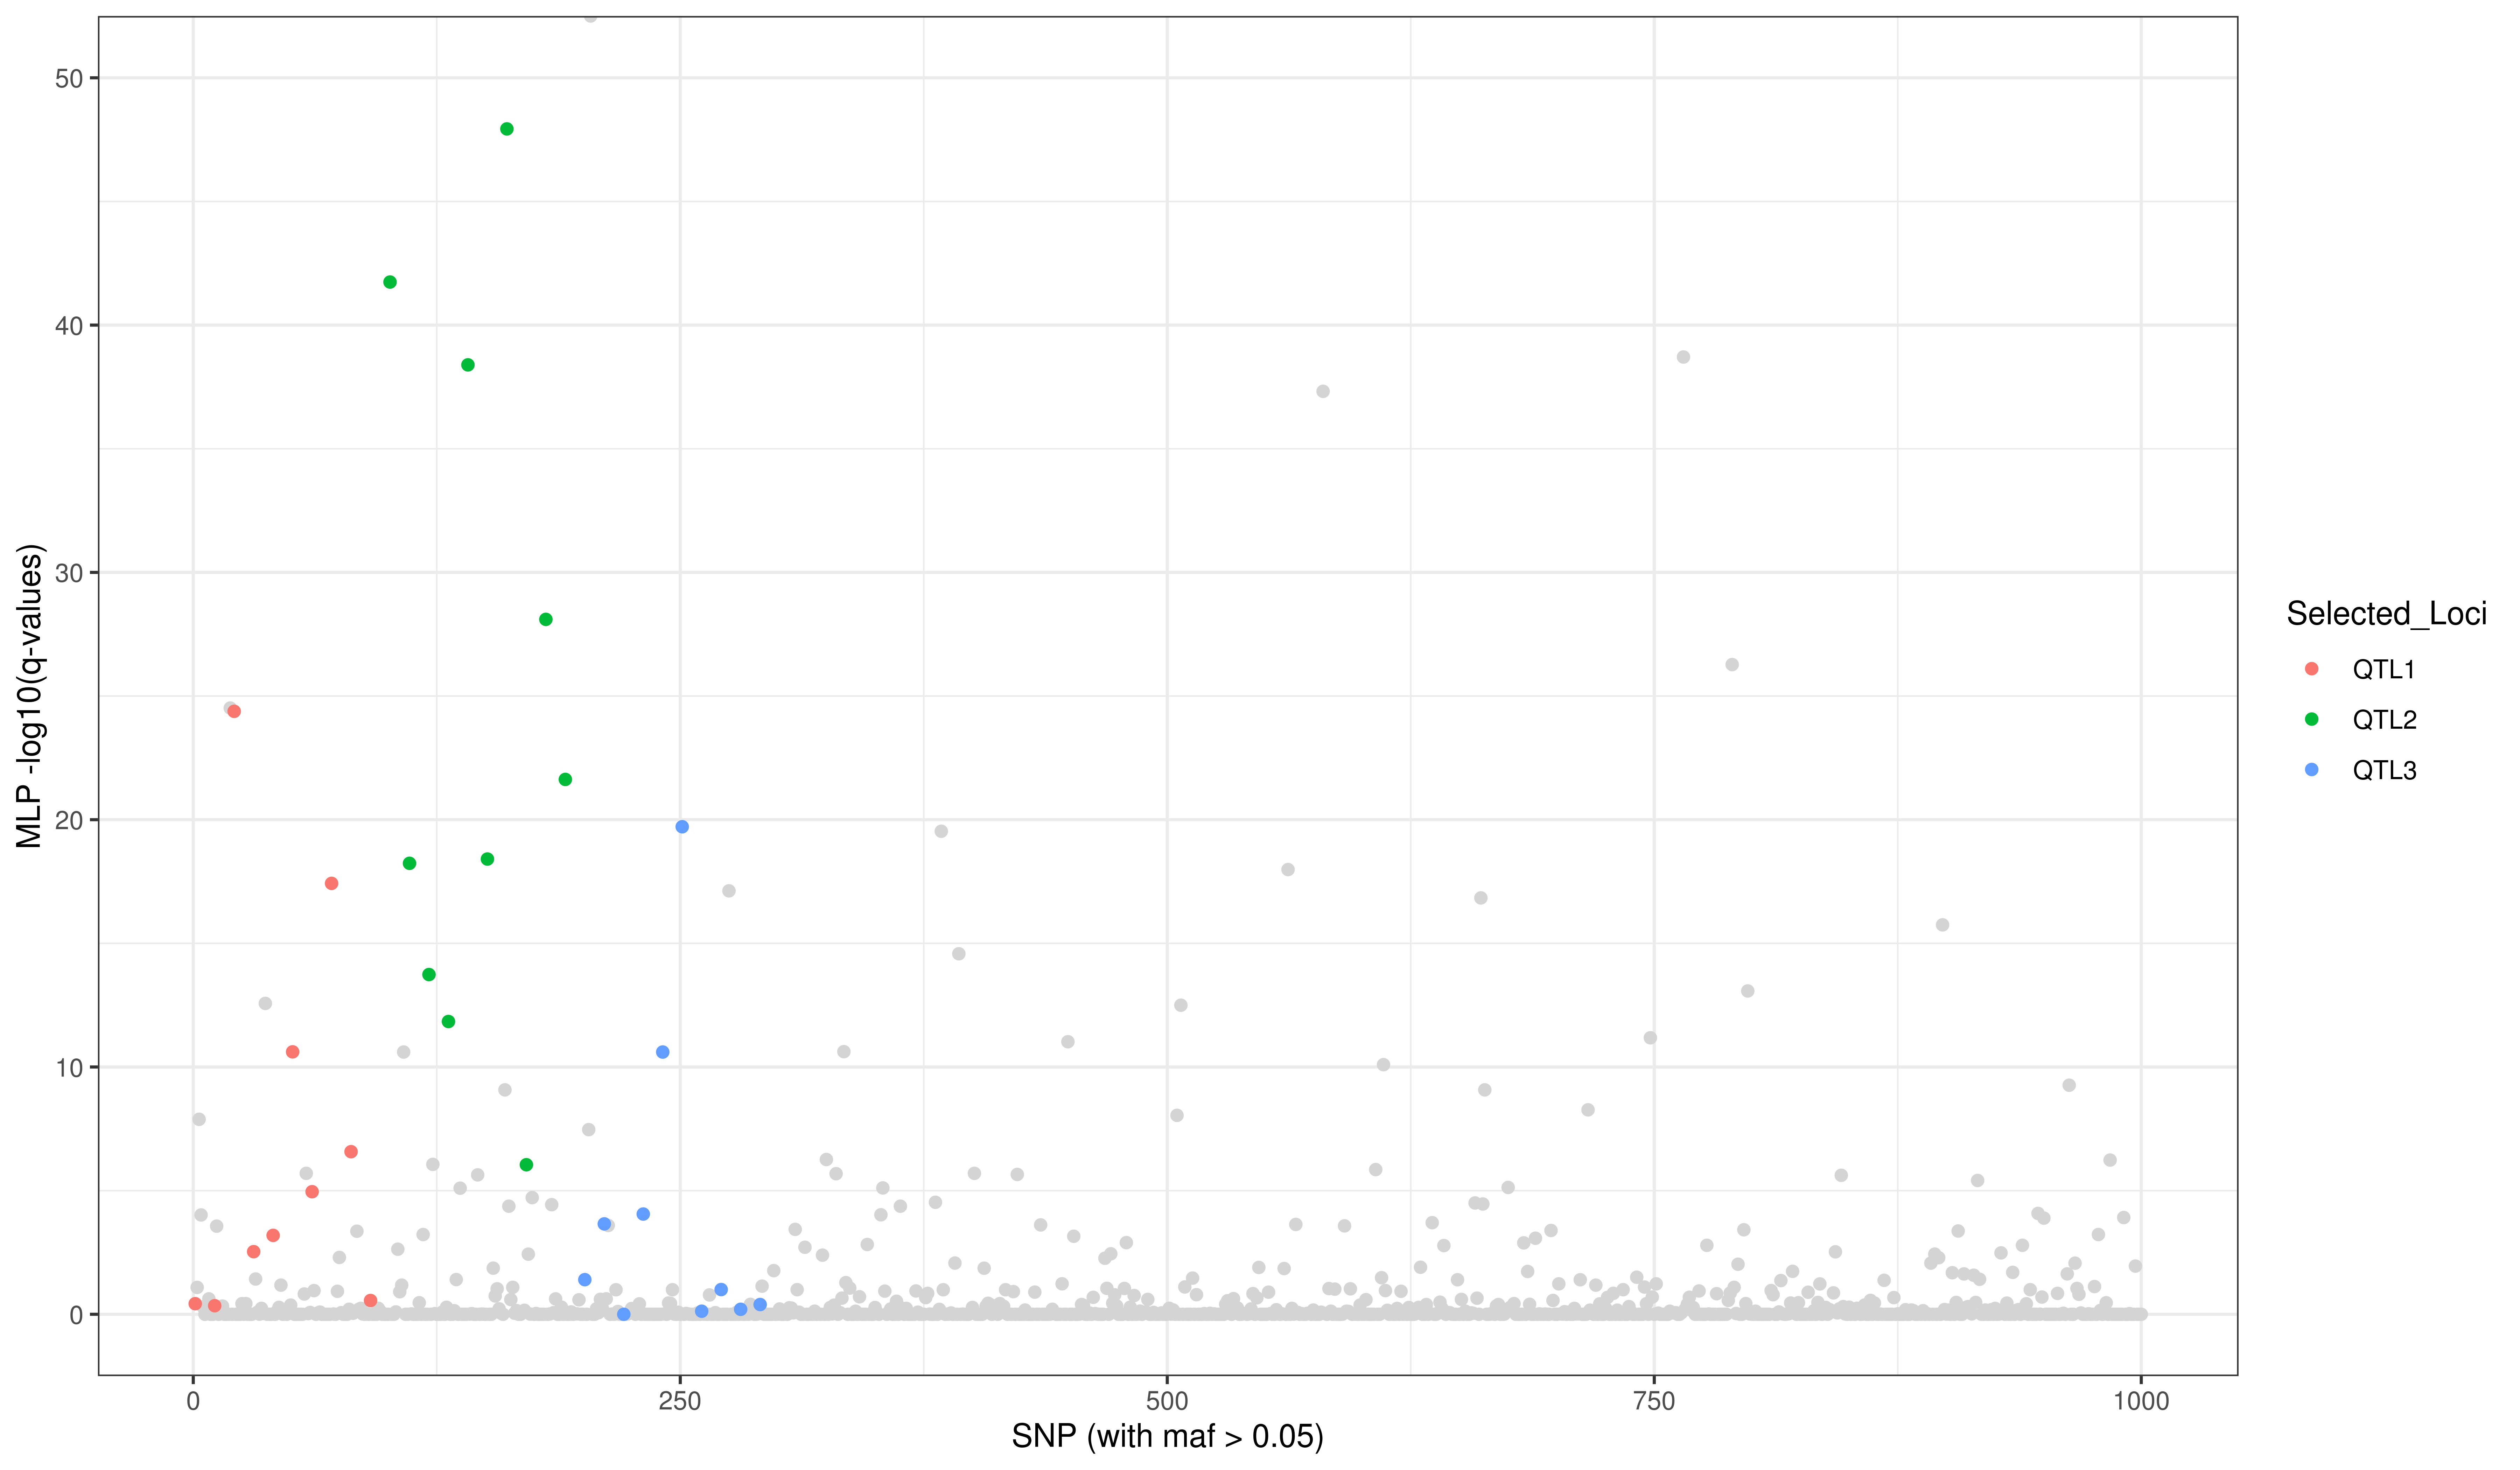 MLP -log10(q-values)
50
40
30
20
10
0
0 250 500 750 1000
SNP (with maf > 0.05)
Selected_Loci
QTL1
QTL2
QTL3